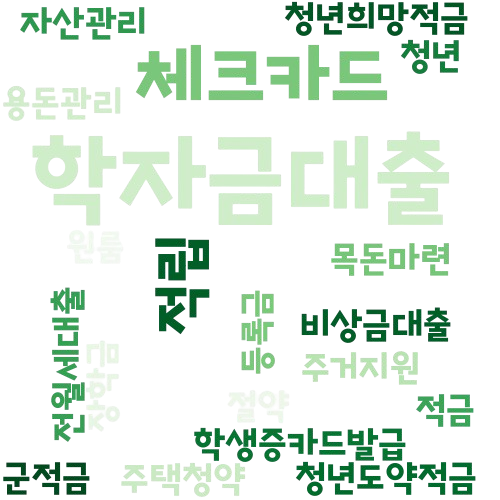 자산관리
청년희망적금
청년
체크카드
용돈관리
학자금대출
원룸
적립
목돈마련
전월세대출
장학금
등록금
비상금대출
주거지원
절약
적금
학생증카드발급
군적금
주택청약
청년도약적금